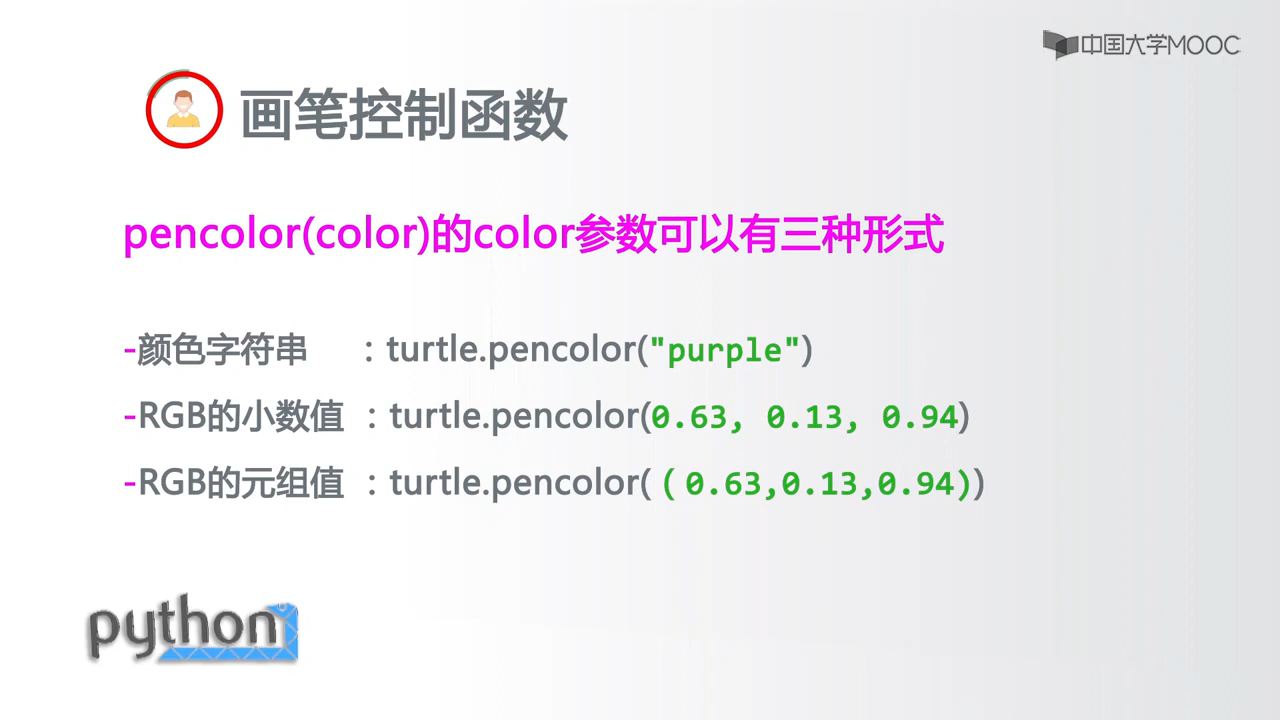 中国大学MOOC
画笔控制函数
pencolor(color)的color参数可以有三种形式
-颜色字符串 : turtle.pencolor("purple")
-RGB的小数值 : turtle.pencolor(0.63, 0.13, 0.94)
-RGB的元组值 : turtle.pencolor( (0.63,0.13,0.94))
python